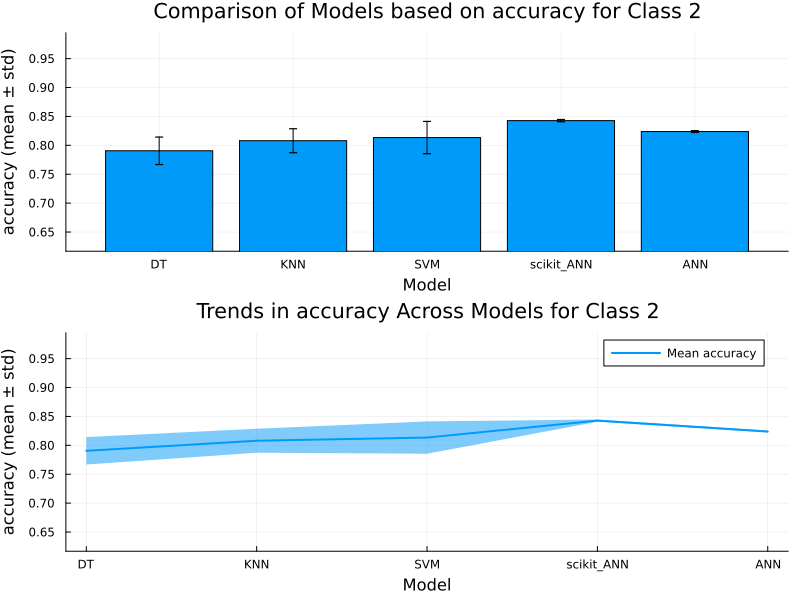 Comparison of Models based on accuracy for Class 2
accuracy (mean ± std)
0.95
0.90
0.85
0.80
0.75
0.70
0.65
DT KNN SVM scikit_ANN ANN
Model
Trends in accuracy Across Models for Class 2
accuracy (mean ± std)
Mean accuracy
0.95
0.90
0.85
0.80
0.75
0.70
0.65
DT KNN SVM scikit_ANN ANN
Model